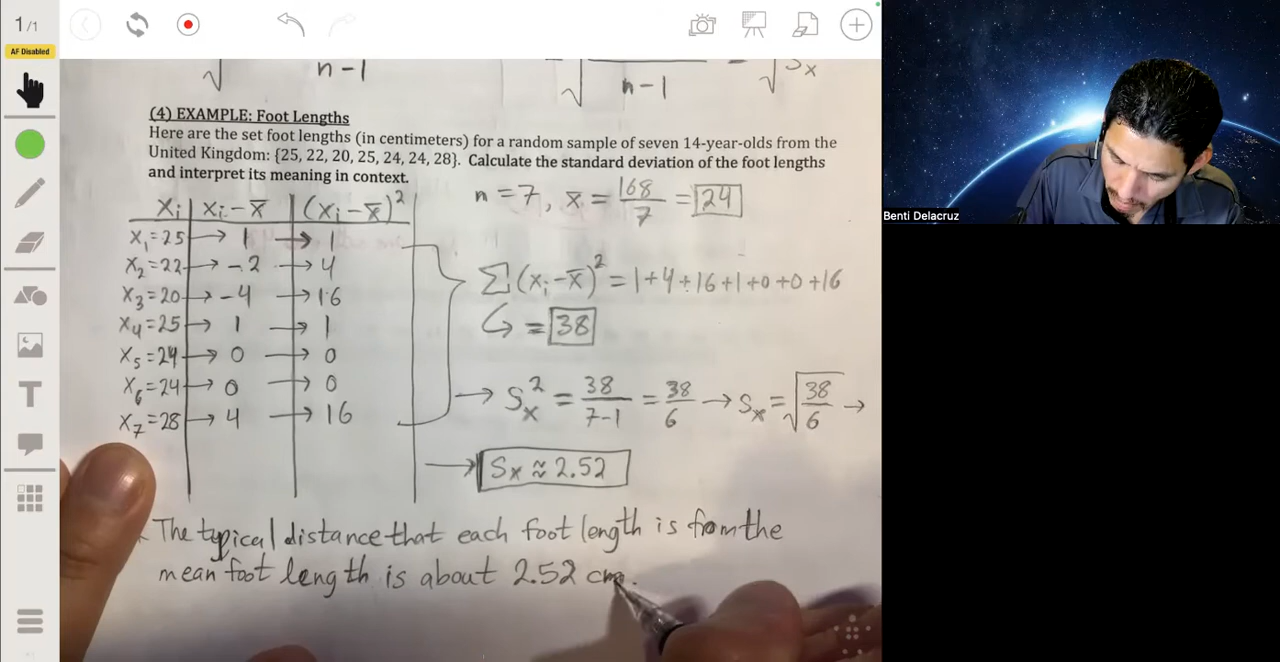 1/1
AF Disabled
n-1
n-1
Sx
(4) EXAMPLE: Foot Lengths
Here are the set foot lengths (in centimeters) for a random sample of seven 14-year-olds from the
United Kingdom: {25, 22, 20, 25, 24, 24, 28}. Calculate the standard deviation of the foot lengths
and interpret its meaning in context.
n = 7, x̄ = 168/7 = 24
xᵢ | xᵢ - x̄ | (xᵢ - x̄)²
x₁=25 → 1 → 1
x₂=22 → -2 → 4
x₃=20 → -4 → 16
x₄=25 → 1 → 1
x₅=24 → 0 → 0
x₆=24 → 0 → 0
x₇=28 → 4 → 16
Σ(xᵢ-x̄)² = 1+4+16+1+0+0+16
↳ = 38
→ Sx² = 38/7-1 = 38/6 → Sx = √38/6 →
→ Sx ≈ 2.52
The typical distance that each foot length is from the
mean foot length is about 2.52 cm.
Benti Delacruz
T